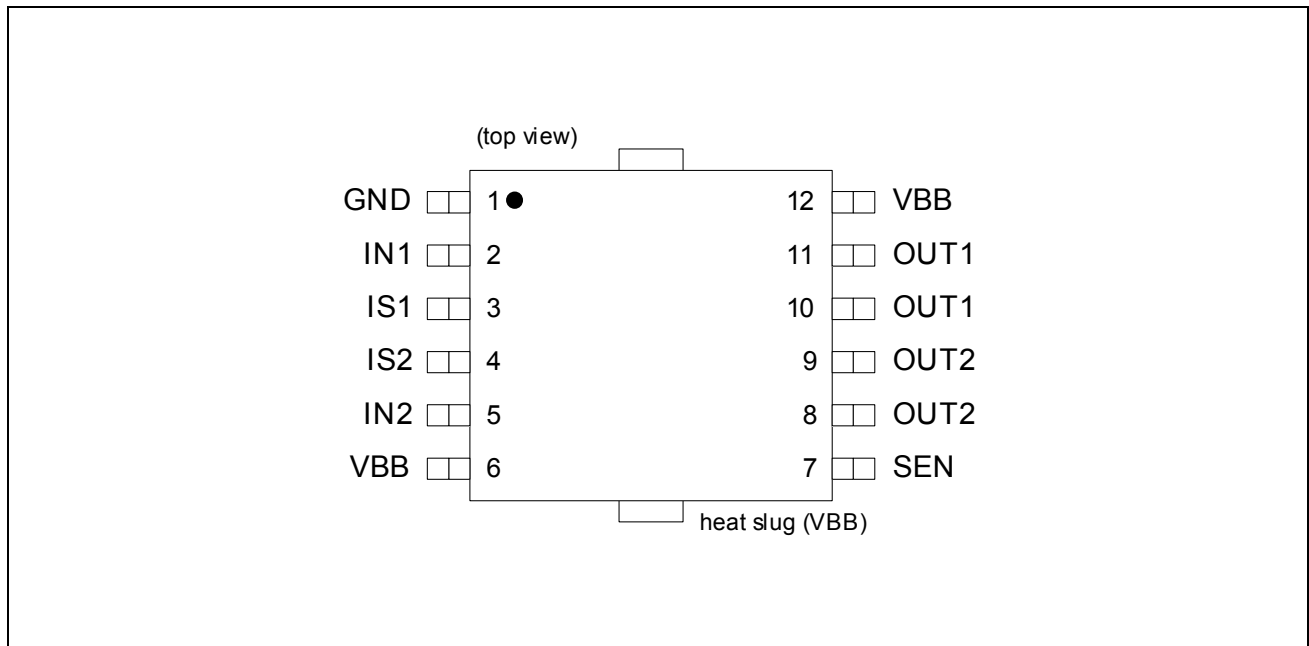 (top view)
GND 1 12 VBB
IN1 2 11 OUT1
IS1 3 10 OUT1
IS2 4 9 OUT2
IN2 5 8 OUT2
VBB 6 7 SEN
heat slug (VBB)